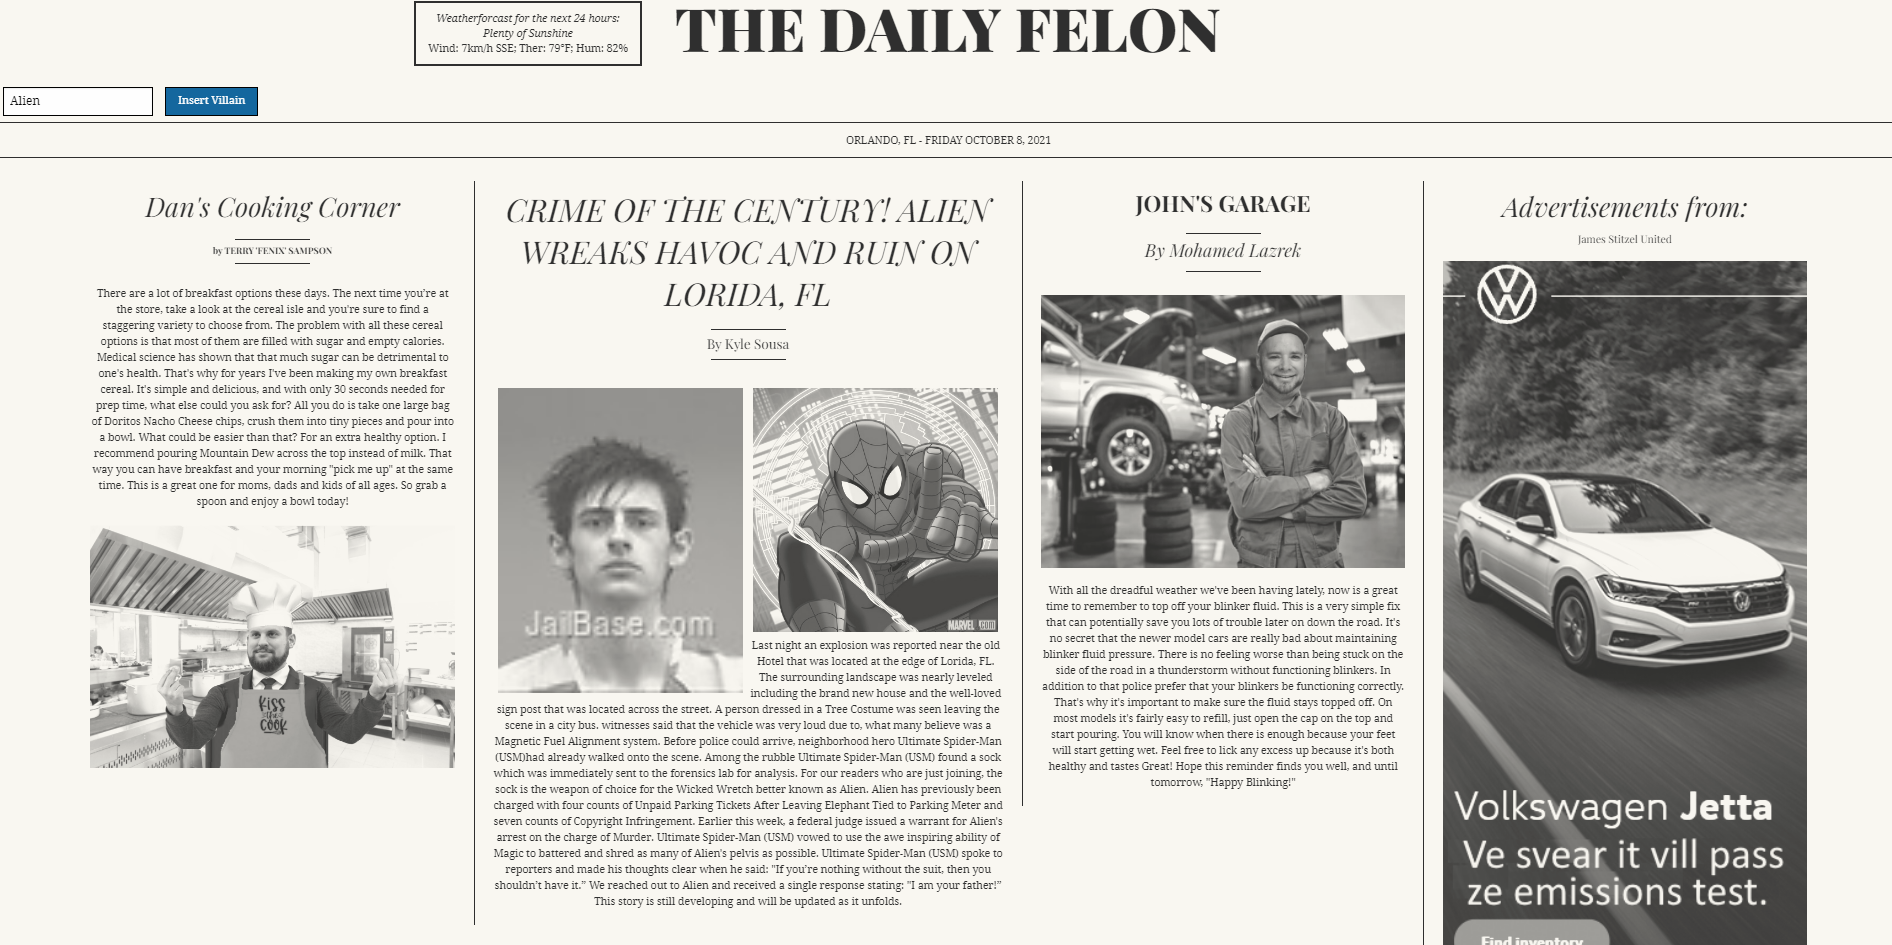 Weatherforcast for the next 24 hours:
Plenty of Sunshine
Wind: 7km/h SSE; Ther: 79°F; Hum: 82%
THE DAILY FELON
Alien
Insert Villain
ORLANDO, FL - FRIDAY OCTOBER 8, 2021
Dan's Cooking Corner
by TERRY 'FENIX' SAMPSON
There are a lot of breakfast options these days. The next time you're at
the store, take a look at the cereal isle and you're sure to find a
staggering variety to choose from. The problem with all these cereal
options is that most of them are filled with sugar and empty calories.
Medical science has shown that that much sugar can be detrimental to
one's health. That's why for years I've been making my own breakfast
cereal. It's simple and delicious, and with only 30 seconds needed for
prep time, what else could you ask for? All you do is take one large bag
of Doritos Nacho Cheese chips, crush them into tiny pieces and pour into
a bowl. What could be easier than that? For an extra healthy option. I
recommend pouring Mountain Dew across the top instead of milk. That
way you can have breakfast and your morning "pick me up" at the same
time. This is a great one for moms, dads and kids of all ages. So grab a
spoon and enjoy a bowl today!
KISS
the
COOK
CRIME OF THE CENTURY! ALIEN
WREAKS HAVOC AND RUIN ON
LORIDA, FL
By Kyle Sousa
JailBase.com
MARVEL .COM
Last night an explosion was reported near the old
Hotel that was located at the edge of Lorida, FL.
The surrounding landscape was nearly leveled
including the brand new house and the well-loved
sign post that was located across the street. A person dressed in a Tree Costume was seen leaving the
scene in a city bus. witnesses said that the vehicle was very loud due to, what many believe was a
Magnetic Fuel Alignment system. Before police could arrive, neighborhood hero Ultimate Spider-Man
(USM)had already walked onto the scene. Among the rubble Ultimate Spider-Man (USM) found a sock
which was immediately sent to the forensics lab for analysis. For our readers who are just joining, the
sock is the weapon of choice for the Wicked Wretch better known as Alien. Alien has previously been
charged with four counts of Unpaid Parking Tickets After Leaving Elephant Tied to Parking Meter and
seven counts of Copyright Infringement. Earlier this week, a federal judge issued a warrant for Alien's
arrest on the charge of Murder. Ultimate Spider-Man (USM) vowed to use the awe inspiring ability of
Magic to battered and shred as many of Alien's pelvis as possible. Ultimate Spider-Man (USM) spoke to
reporters and made his thoughts clear when he said: "If you're nothing without the suit, then you
shouldn't have it." We reached out to Alien and received a single response stating: "I am your father!"
This story is still developing and will be updated as it unfolds.
JOHN'S GARAGE
By Mohamed Lazrek
With all the dreadful weather we've been having lately, now is a great
time to remember to top off your blinker fluid. This is a very simple fix
that can potentially save you lots of trouble later on down the road. It's
no secret that the newer model cars are really bad about maintaining
blinker fluid pressure. There is no feeling worse than being stuck on the
side of the road in a thunderstorm without functioning blinkers. In
addition to that police prefer that your blinkers be functioning correctly.
That's why it's important to make sure the fluid stays topped off. On
most models it's fairly easy to refill, just open the cap on the top and
start pouring. You will know when there is enough because your feet
will start getting wet. Feel free to lick any excess up because it's both
healthy and tastes Great! Hope this reminder finds you well, and until
tomorrow, "Happy Blinking!"
Advertisements from:
James Stitzel United
Volkswagen Jetta
Ve svear it vill pass
ze emissions test.
Find inventory